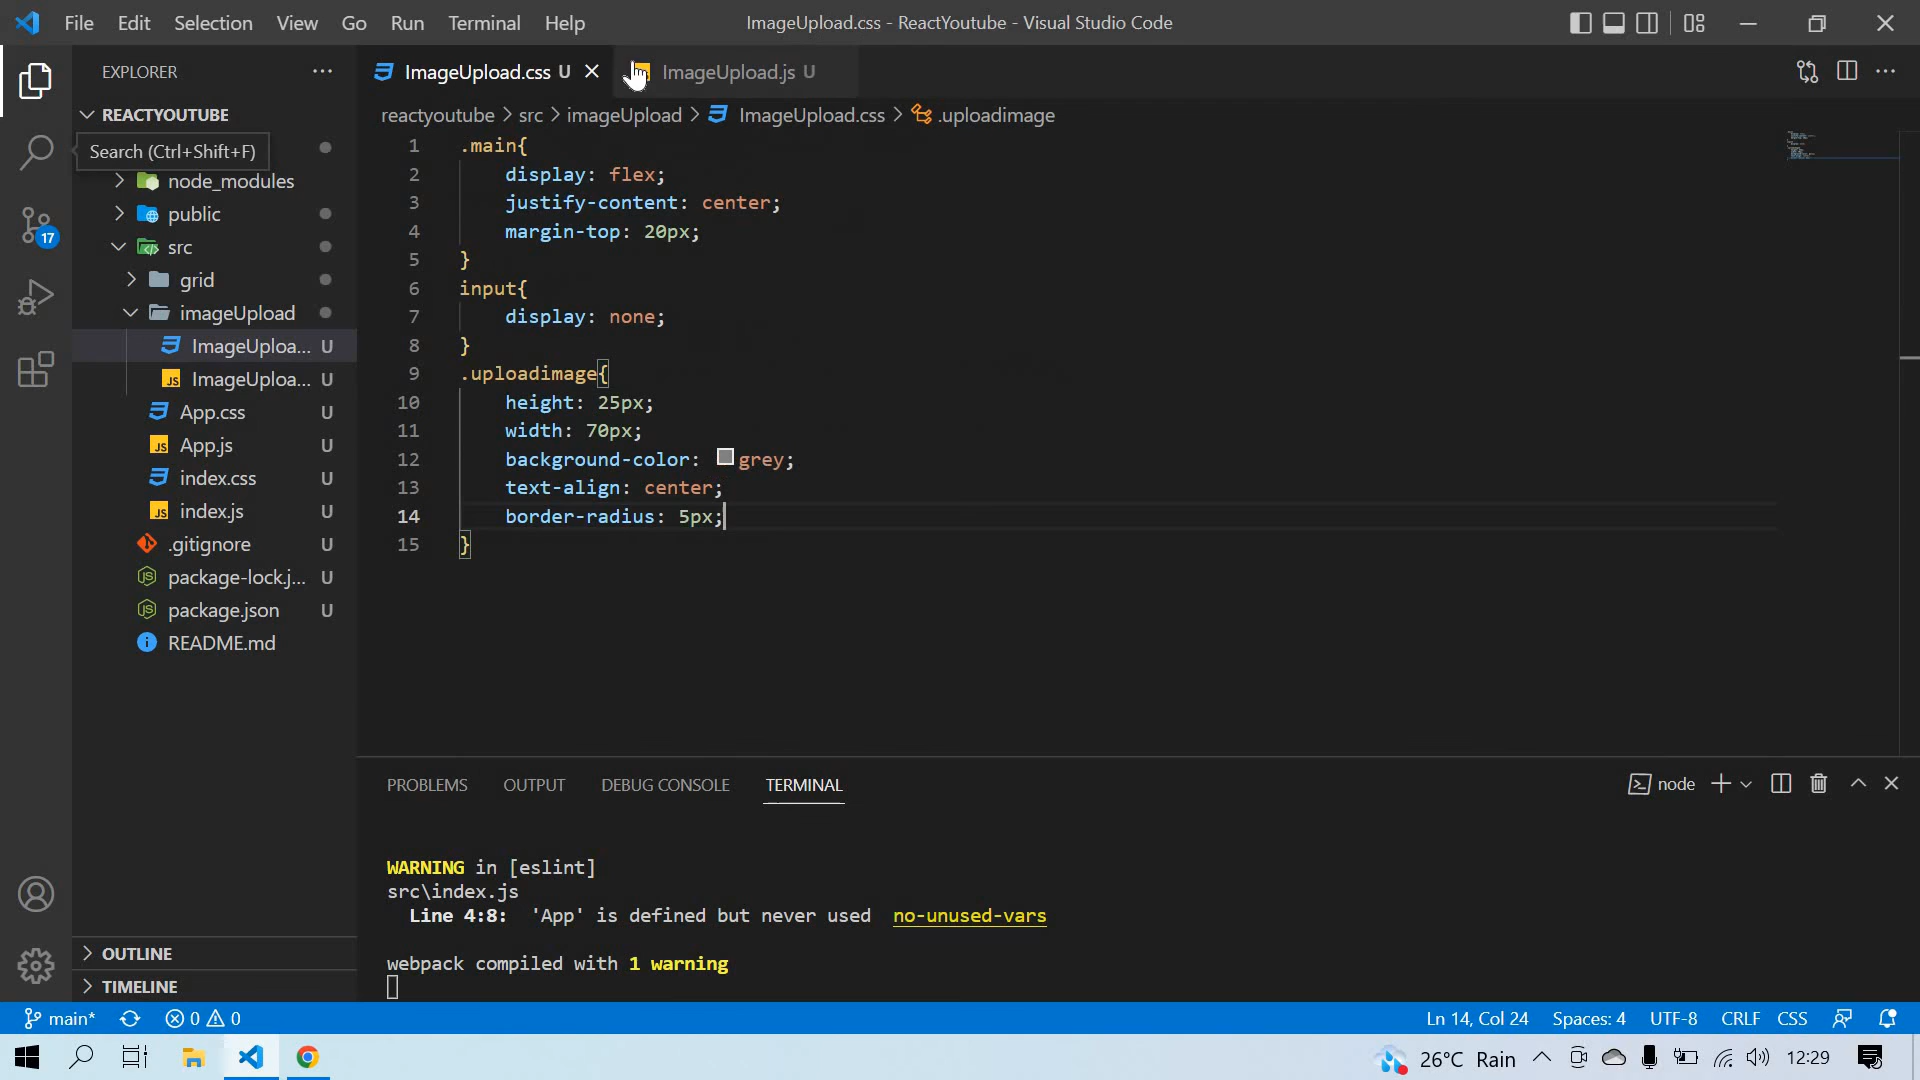 File Edit Selection View Go Run Terminal Help
ImageUpload.css - ReactYoutube - Visual Studio Code
EXPLORER
ImageUpload.css U
ImageUpload.js U
REACTYOUTUBE
reactyoutube > src > imageUpload > ImageUpload.css > .uploadimage
Search (Ctrl+Shift+F)
node_modules
public
src
grid
imageUpload
ImageUploa... U
ImageUploa... U
App.css U
App.js U
index.css U
index.js U
.gitignore U
package-lock.j... U
package.json U
README.md
17
OUTLINE
TIMELINE
1 .main{
2 display: flex;
3 justify-content: center;
4 margin-top: 20px;
5 }
6 input{
7 display: none;
8 }
9 .uploadimage{
10 height: 25px;
11 width: 70px;
12 background-color: grey;
13 text-align: center;
14 border-radius: 5px;
15 }
PROBLEMS OUTPUT DEBUG CONSOLE TERMINAL
node
WARNING in [eslint]
src\index.js
Line 4:8: 'App' is defined but never used no-unused-vars
webpack compiled with 1 warning
main* 0 0
Ln 14, Col 24 Spaces: 4 UTF-8 CRLF CSS
26°C Rain 12:29